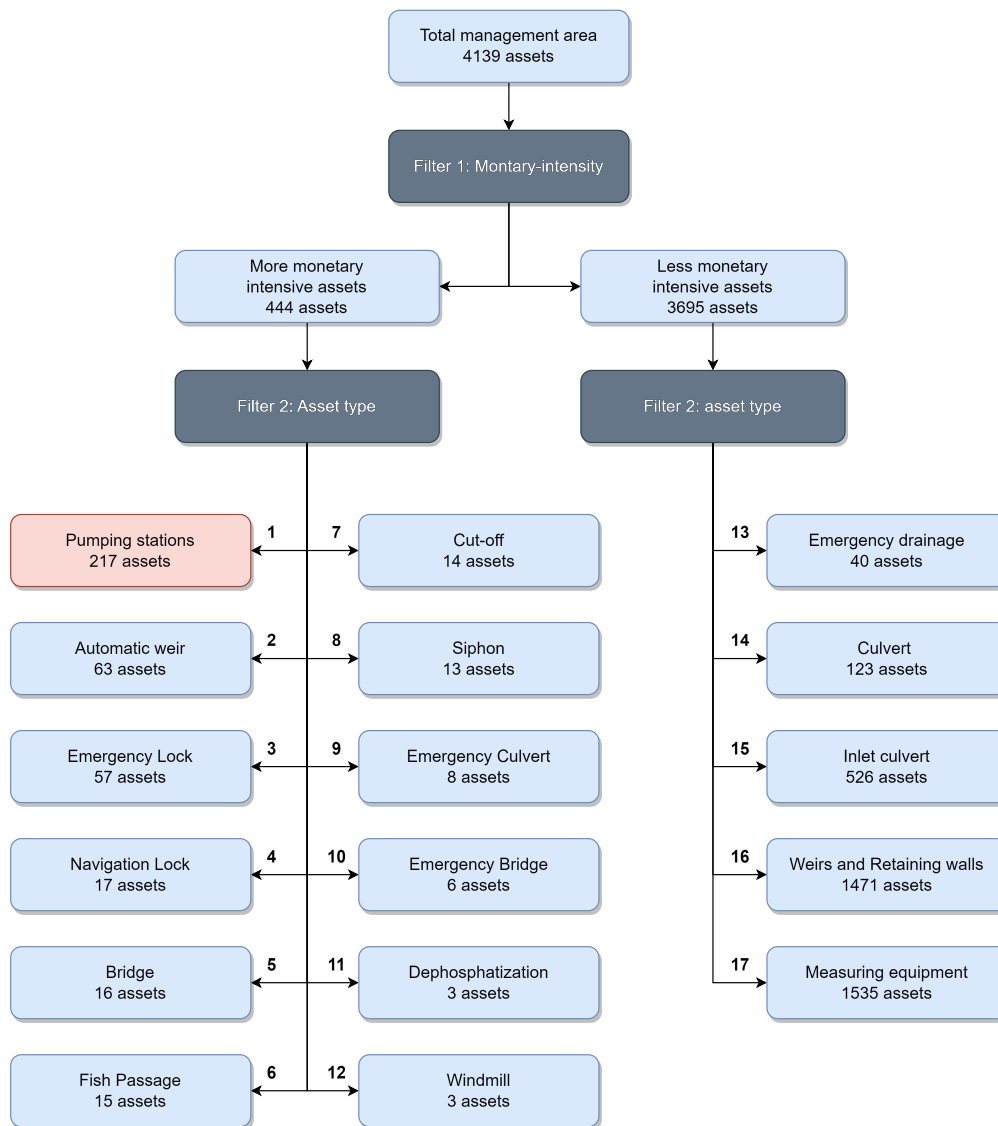 Total management area
4139 assets
Filter 1: Montary-intensity
More monetary
intensive assets
444 assets
Less monetary
intensive assets
3695 assets
Filter 2: Asset type
Filter 2: asset type
1
Pumping stations
217 assets
7
Cut-off
14 assets
13
Emergency drainage
40 assets
2
Automatic weir
63 assets
8
Siphon
13 assets
14
Culvert
123 assets
3
Emergency Lock
57 assets
9
Emergency Culvert
8 assets
15
Inlet culvert
526 assets
4
Navigation Lock
17 assets
10
Emergency Bridge
6 assets
16
Weirs and Retaining walls
1471 assets
5
Bridge
16 assets
11
Dephosphatization
3 assets
17
Measuring equipment
1535 assets
6
Fish Passage
15 assets
12
Windmill
3 assets